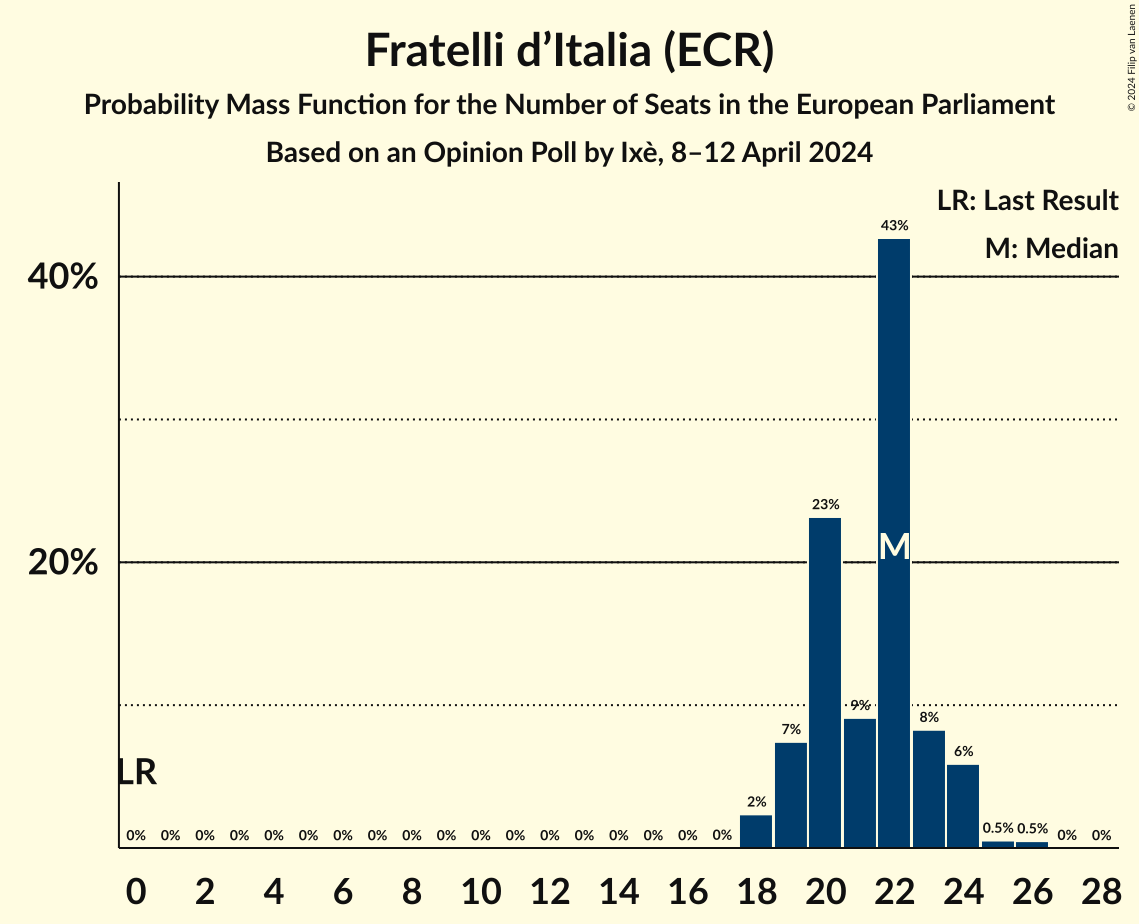 Fratelli d’Italia (ECR)
Probability Mass Function for the Number of Seats in the European Parliament
Based on an Opinion Poll by Ixè, 8–12 April 2024
© 2024 Filip van Laenen
LR: Last Result
M: Median
43%
40%
23%
M
20%
9%
8%
7%
6%
LR
2%
0% 0% 0% 0% 0% 0% 0% 0% 0% 0% 0% 0% 0% 0% 0% 0% 0% 0% 0.5% 0.5% 0% 0%
0 2 4 6 8 10 12 14 16 18 20 22 24 26 28